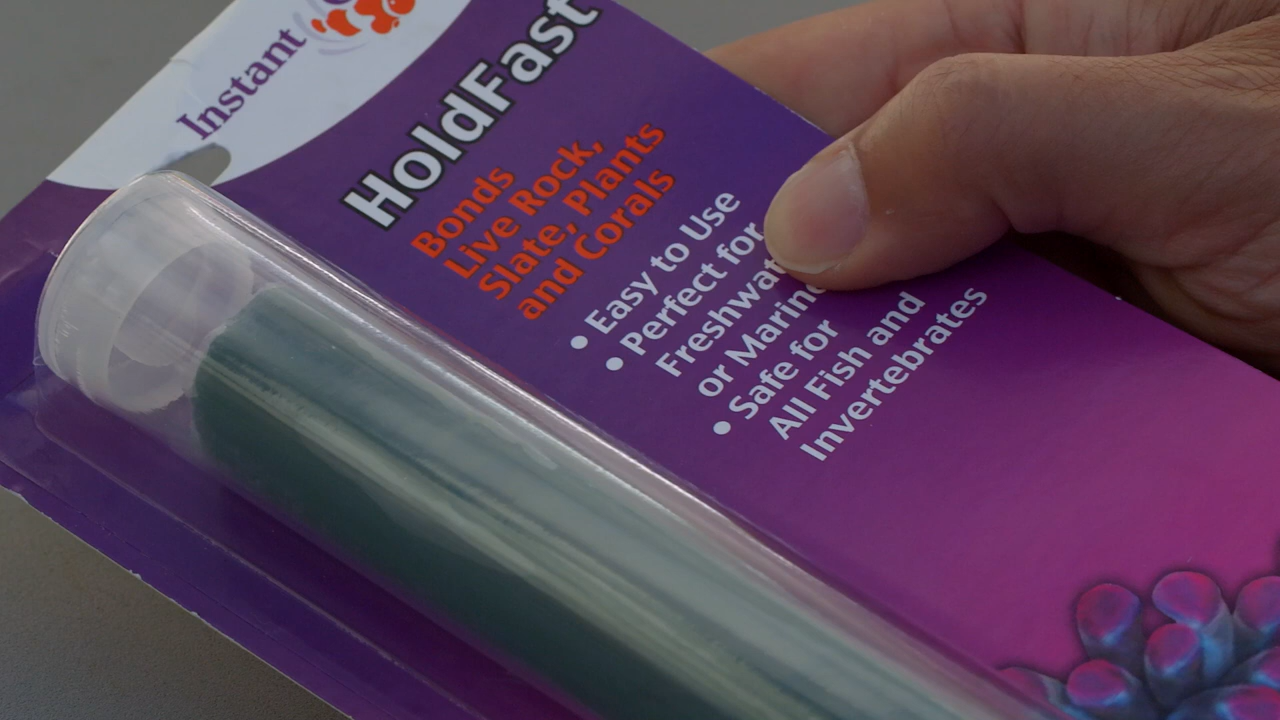 Instant
HoldFast
Bonds
Live Rock,
Slate, Plants
and Corals
• Easy to Use
• Perfect for
or Marine
• Safe for
All Fish and
Invertebrates